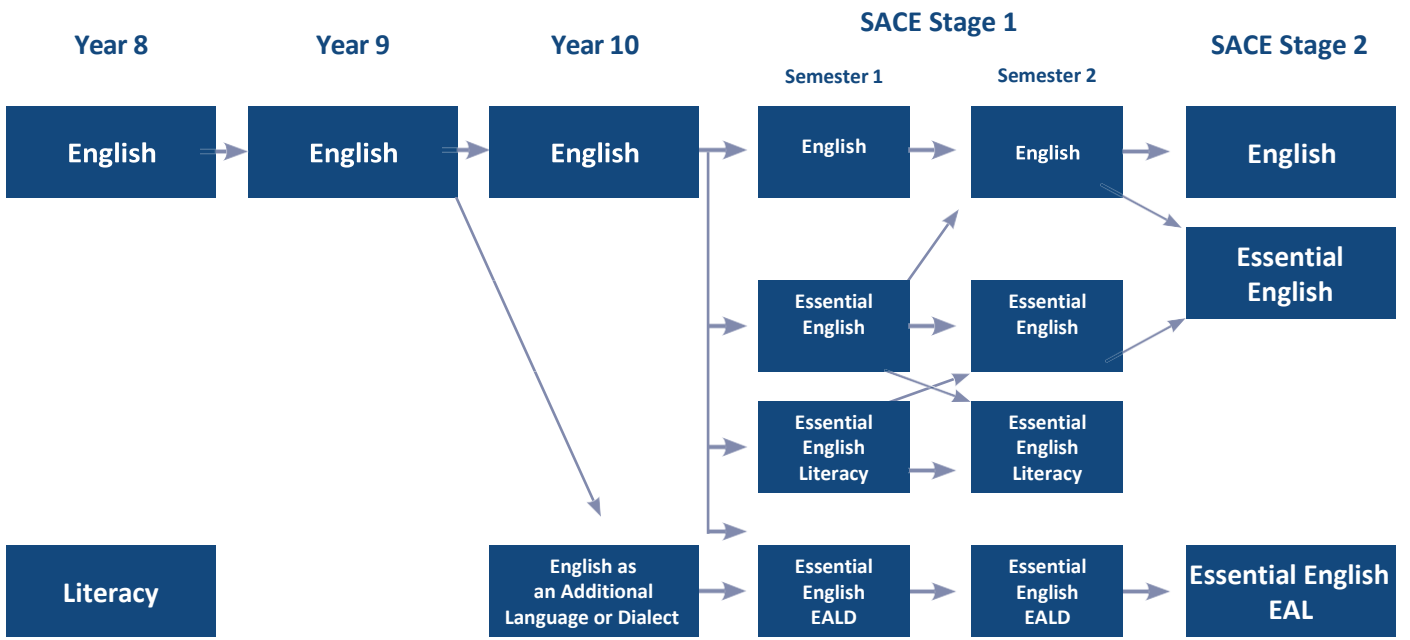 SACE Stage 1
Year 8
Year 9
Year 10
SACE Stage 2
Semester 1
Semester 2
English
English
English
English
English
English
Essential
English
Essential
English
Essential
English
Essential
English
Literacy
Essential
English
Literacy
Literacy
English as
an Additional
Language or Dialect
Essential
English
EALD
Essential
English
EALD
Essential English
EAL